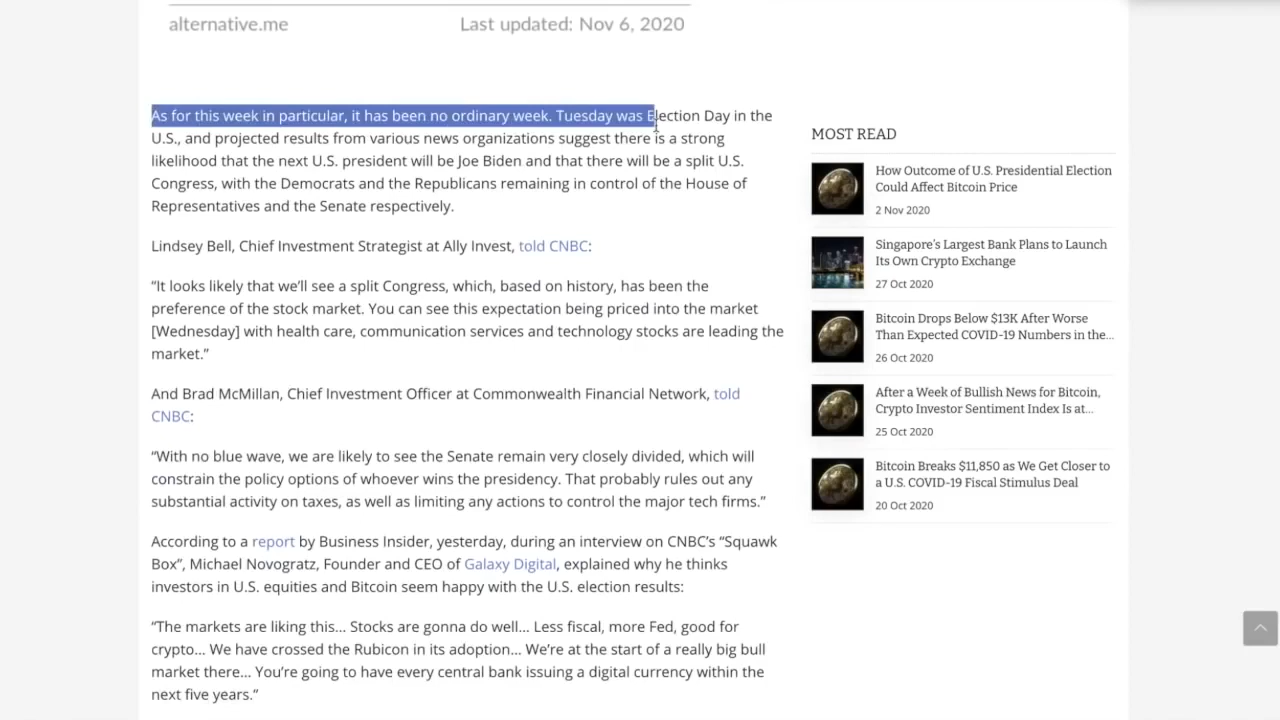 alternative.me
Last updated: Nov 6, 2020
As for this week in particular, it has been no ordinary week. Tuesday was Election Day in the
U.S., and projected results from various news organizations suggest there is a strong
likelihood that the next U.S. president will be Joe Biden and that there will be a split U.S.
Congress, with the Democrats and the Republicans remaining in control of the House of
Representatives and the Senate respectively.
Lindsey Bell, Chief Investment Strategist at Ally Invest, told CNBC:
“It looks likely that we’ll see a split Congress, which, based on history, has been the
preference of the stock market. You can see this expectation being priced into the market
[Wednesday] with health care, communication services and technology stocks are leading the
market.”
And Brad McMillan, Chief Investment Officer at Commonwealth Financial Network, told
CNBC:
“With no blue wave, we are likely to see the Senate remain very closely divided, which will
constrain the policy options of whoever wins the presidency. That probably rules out any
substantial activity on taxes, as well as limiting any actions to control the major tech firms.”
According to a report by Business Insider, yesterday, during an interview on CNBC’s “Squawk
Box”, Michael Novogratz, Founder and CEO of Galaxy Digital, explained why he thinks
investors in U.S. equities and Bitcoin seem happy with the U.S. election results:
“The markets are liking this… Stocks are gonna do well… Less fiscal, more Fed, good for
crypto… We have crossed the Rubicon in its adoption… We’re at the start of a really big bull
market there… You’re going to have every central bank issuing a digital currency within the
next five years.”
MOST READ
How Outcome of U.S. Presidential Election
Could Affect Bitcoin Price
2 Nov 2020
Singapore’s Largest Bank Plans to Launch
Its Own Crypto Exchange
27 Oct 2020
Bitcoin Drops Below $13K After Worse
Than Expected COVID-19 Numbers in the...
26 Oct 2020
After a Week of Bullish News for Bitcoin,
Crypto Investor Sentiment Index Is at...
25 Oct 2020
Bitcoin Breaks $11,850 as We Get Closer to
a U.S. COVID-19 Fiscal Stimulus Deal
20 Oct 2020